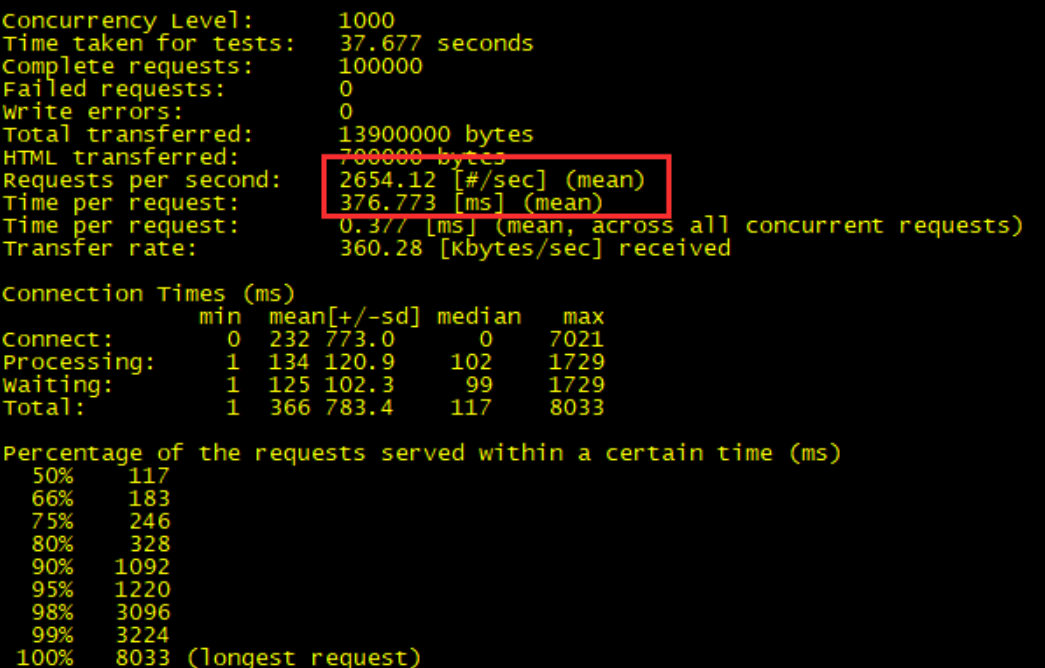 Concurrency Level: 1000
Time taken for tests: 37.677 seconds
Complete requests: 100000
Failed requests: 0
Write errors: 0
Total transferred: 13900000 bytes
HTML transferred: 700000 bytes
Requests per second: 2654.12 [#/sec] (mean)
Time per request: 376.773 [ms] (mean)
Time per request: 0.377 [ms] (mean, across all concurrent requests)
Transfer rate: 360.28 [Kbytes/sec] received
Connection Times (ms)
min mean[+/-sd] median max
Connect: 0 232 773.0 0 7021
Processing: 1 134 120.9 102 1729
Waiting: 1 125 102.3 99 1729
Total: 1 366 783.4 117 8033
Percentage of the requests served within a certain time (ms)
50% 117
66% 183
75% 246
80% 328
90% 1092
95% 1220
98% 3096
99% 3224
100% 8033 (longest request)